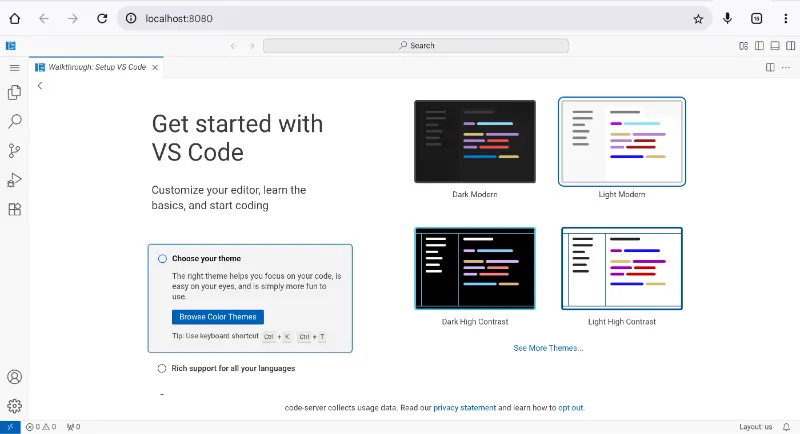 localhost:8080
15
Search
Walkthrough: Setup VS Code
Get started with
VS Code
Customize your editor, learn the
basics, and start coding
Choose your theme
The right theme helps you focus on your code, is
easy on your eyes, and is simply more fun to
use.
Browse Color Themes
Tip: Use keyboard shortcut Ctrl + K Ctrl + T
Rich support for all your languages
Dark Modern
Light Modern
Dark High Contrast
Light High Contrast
See More Themes...
code-server collects usage data. Read our privacy statement and learn how to opt out.
0 0 0
Layout: us